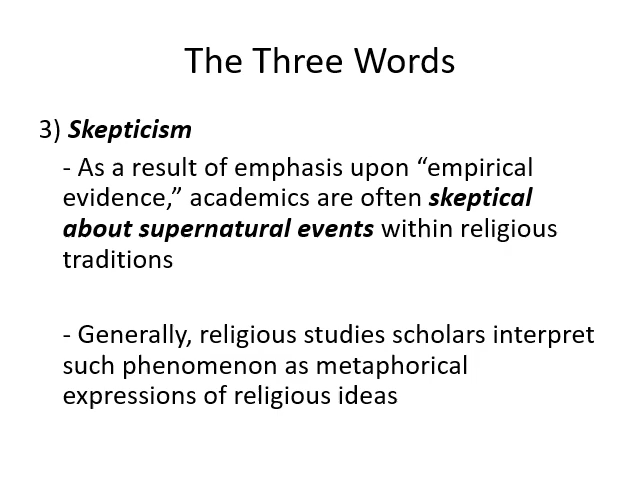 The Three Words
3) Skepticism
- As a result of emphasis upon “empirical
evidence,” academics are often skeptical
about supernatural events within religious
traditions
- Generally, religious studies scholars interpret
such phenomenon as metaphorical
expressions of religious ideas